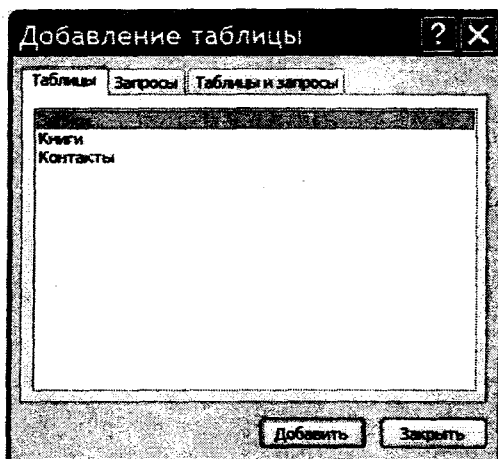 Добавление таблицы
Таблицы Запросы Таблицы и запросы
Книги
Контакты
Добавить Закрыть